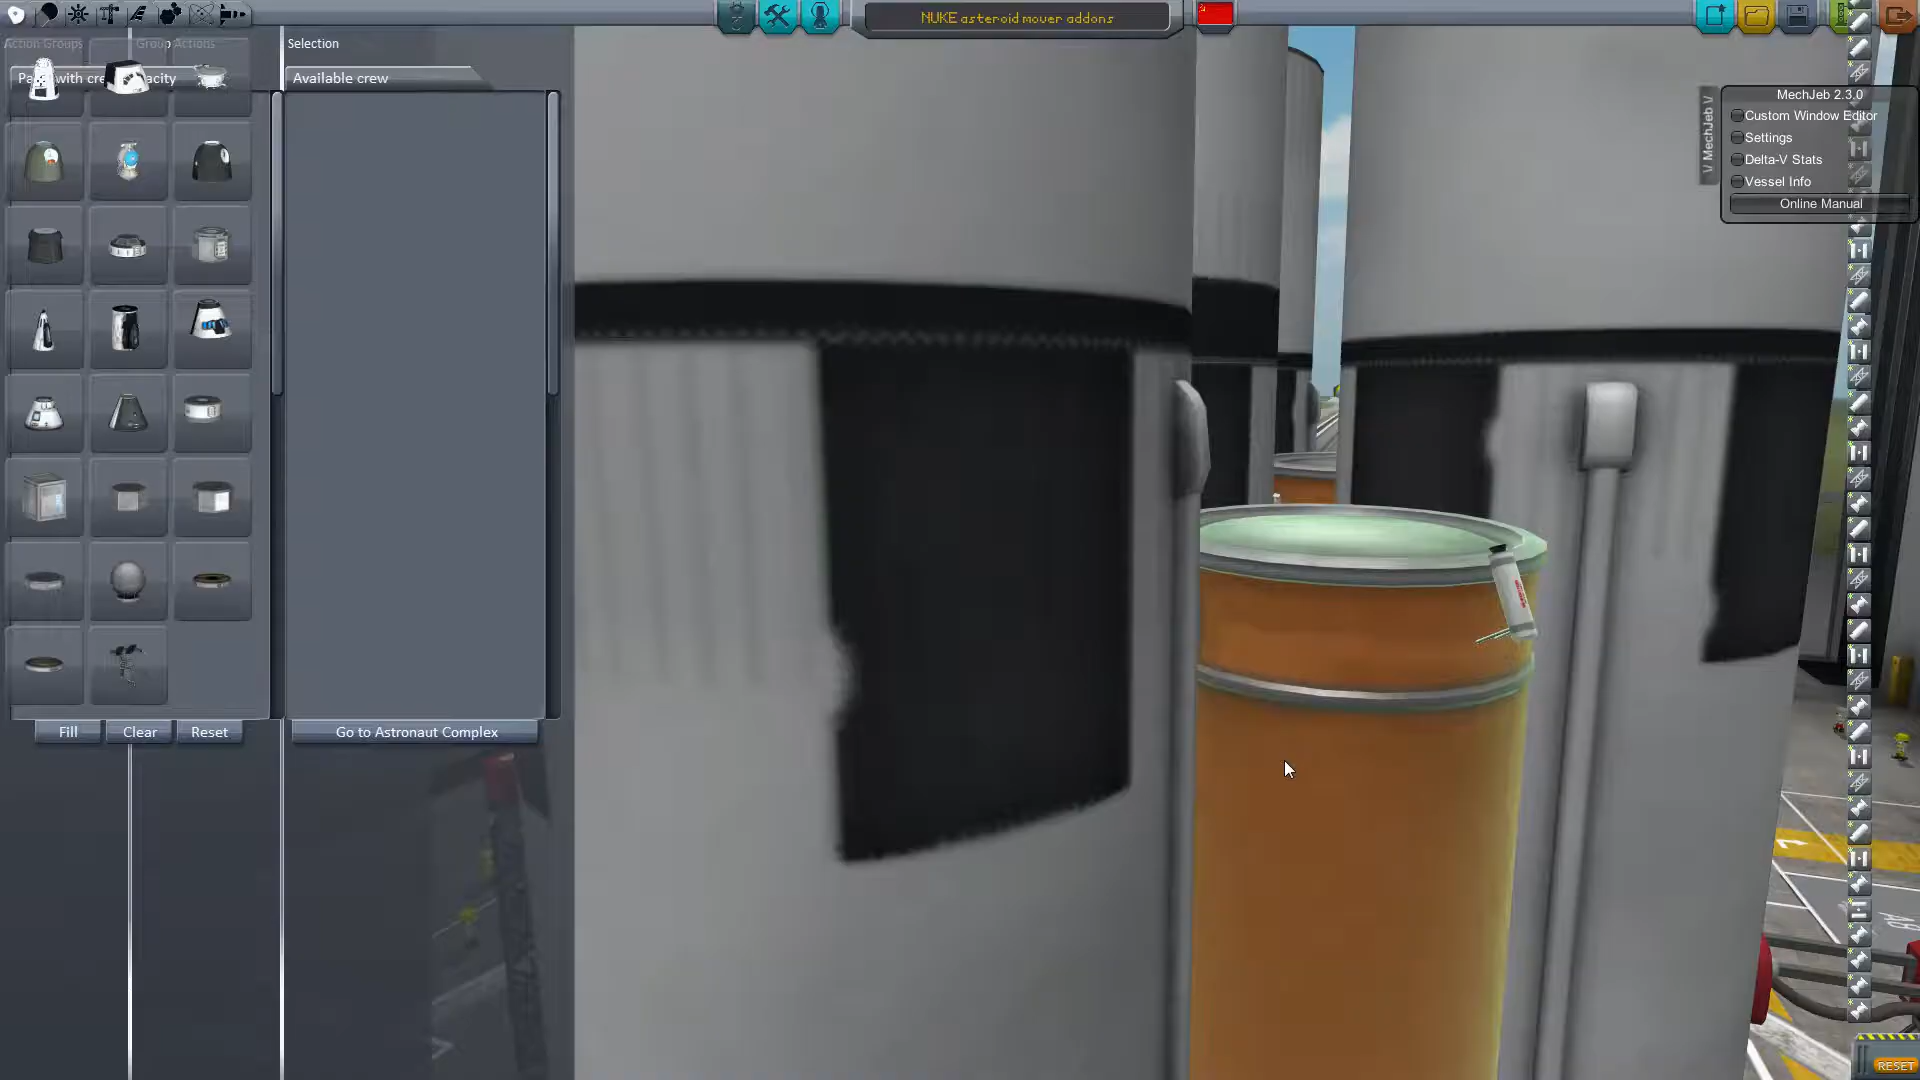 NUKE asteroid mover addons
Action Groups
Group Actions
Selection
Available crew
MechJeb 2.3.0
Custom Window Editor
Settings
Delta-V Stats
Vessel Info
Online Manual
V MechJeb V
Fill
Clear
Reset
Go to Astronaut Complex
RESET